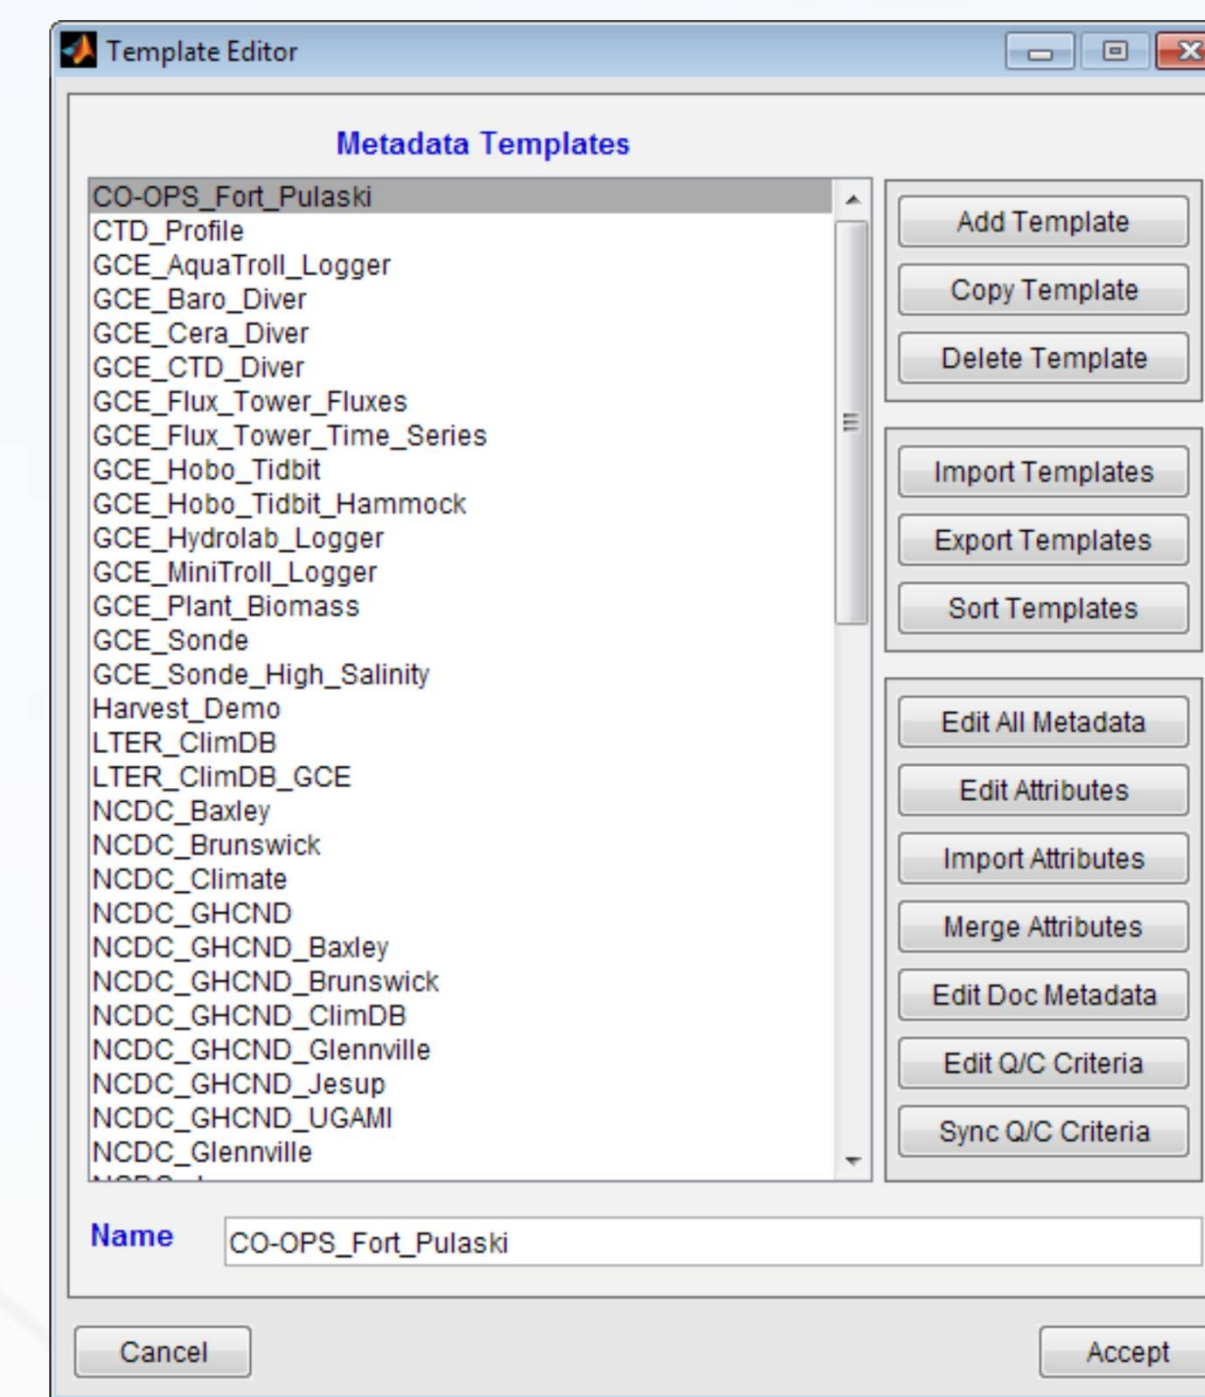 Template Editor
Metadata Templates
CO-OPS_Fort_Pulaski
CTD_Profile
GCE_AquaTroll_Logger
GCE_Baro_Diver
GCE_Cera_Diver
GCE_CTD_Diver
GCE_Flux_Tower_Fluxes
GCE_Flux_Tower_Time_Series
GCE_Hobo_Tidbit
GCE_Hobo_Tidbit_Hammock
GCE_Hydrolab_Logger
GCE_MiniTroll_Logger
GCE_Plant_Biomass
GCE_Sonde
GCE_Sonde_High_Salinity
Harvest_Demo
LTER_ClimDB
LTER_ClimDB_GCE
NCDC_Baxley
NCDC_Brunswick
NCDC_Climate
NCDC_GHCND
NCDC_GHCND_Baxley
NCDC_GHCND_Brunswick
NCDC_GHCND_ClimDB
NCDC_GHCND_Glennville
NCDC_GHCND_Jesup
NCDC_GHCND_UGAMI
NCDC_Glennville
Add Template
Copy Template
Delete Template
Import Templates
Export Templates
Sort Templates
Edit All Metadata
Edit Attributes
Import Attributes
Merge Attributes
Edit Doc Metadata
Edit Q/C Criteria
Sync Q/C Criteria
Name CO-OPS_Fort_Pulaski
Cancel Accept